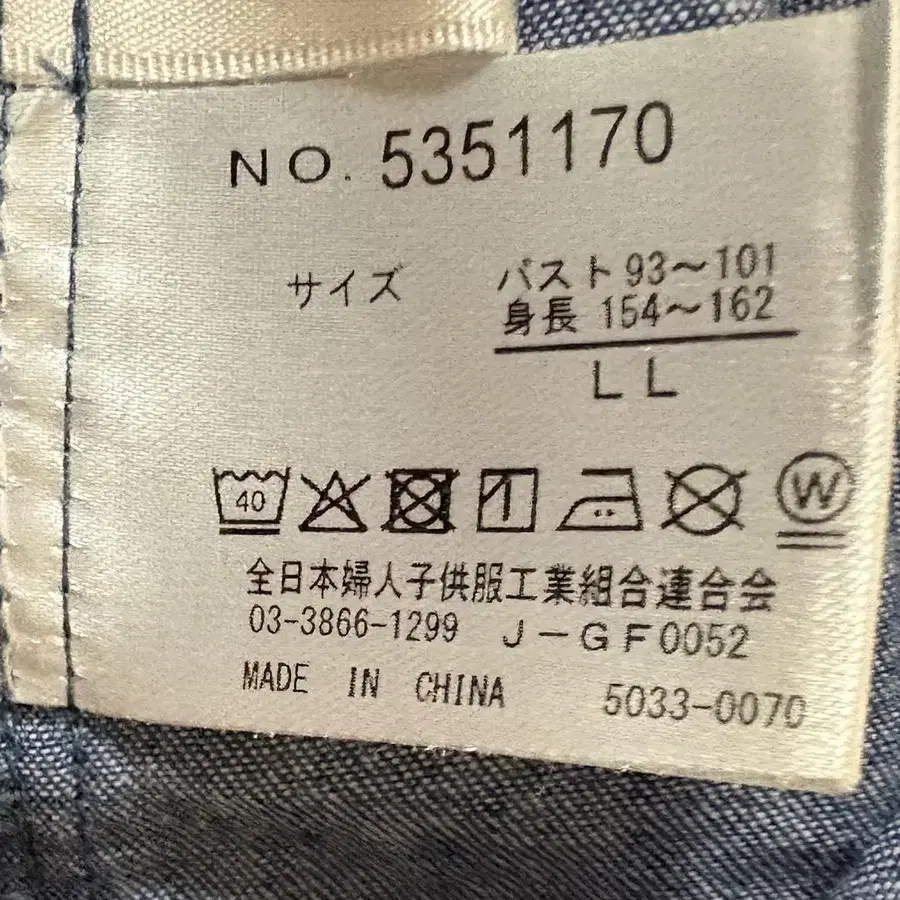 NO. 5351170
サイズ
バスト93〜101
身長 154〜162
LL
40
W
全日本婦人子供服工業組合連合会
03-3866-1299 J-GF0052
MADE IN CHINA 5033-0070